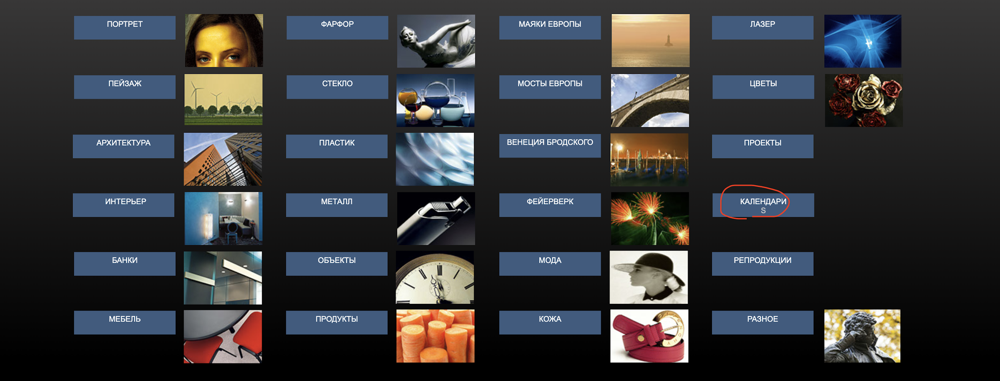 ПОРТРЕТ
ФАРФОР
МАЯКИ ЕВРОПЫ
ЛАЗЕР
ПЕЙЗАЖ
СТЕКЛО
МОСТЫ ЕВРОПЫ
ЦВЕТЫ
АРХИТЕКТУРА
ПЛАСТИК
ВЕНЕЦИЯ БРОДСКОГО
ПРОЕКТЫ
ИНТЕРЬЕР
МЕТАЛЛ
ФЕЙЕРВЕРК
КАЛЕНДАРИ
S
БАНКИ
ОБЪЕКТЫ
МОДА
РЕПРОДУКЦИИ
МЕБЕЛЬ
ПРОДУКТЫ
КОЖА
РАЗНОЕ